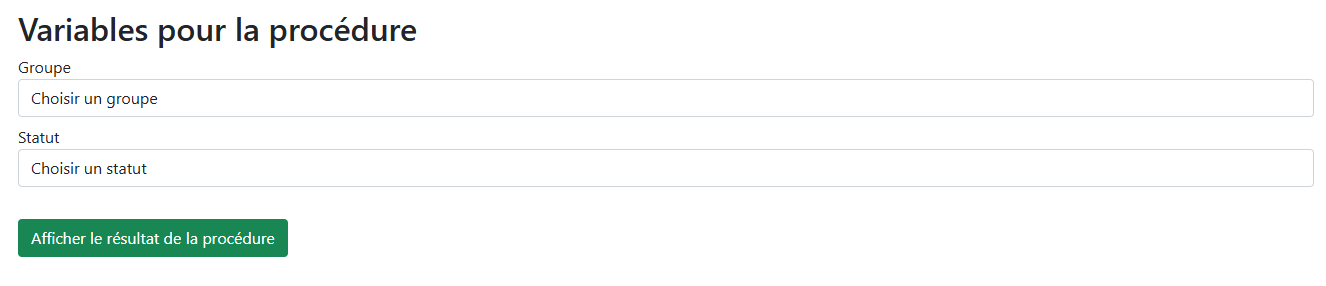 Variables pour la procédure
Groupe
Choisir un groupe
Statut
Choisir un statut
Afficher le résultat de la procédure